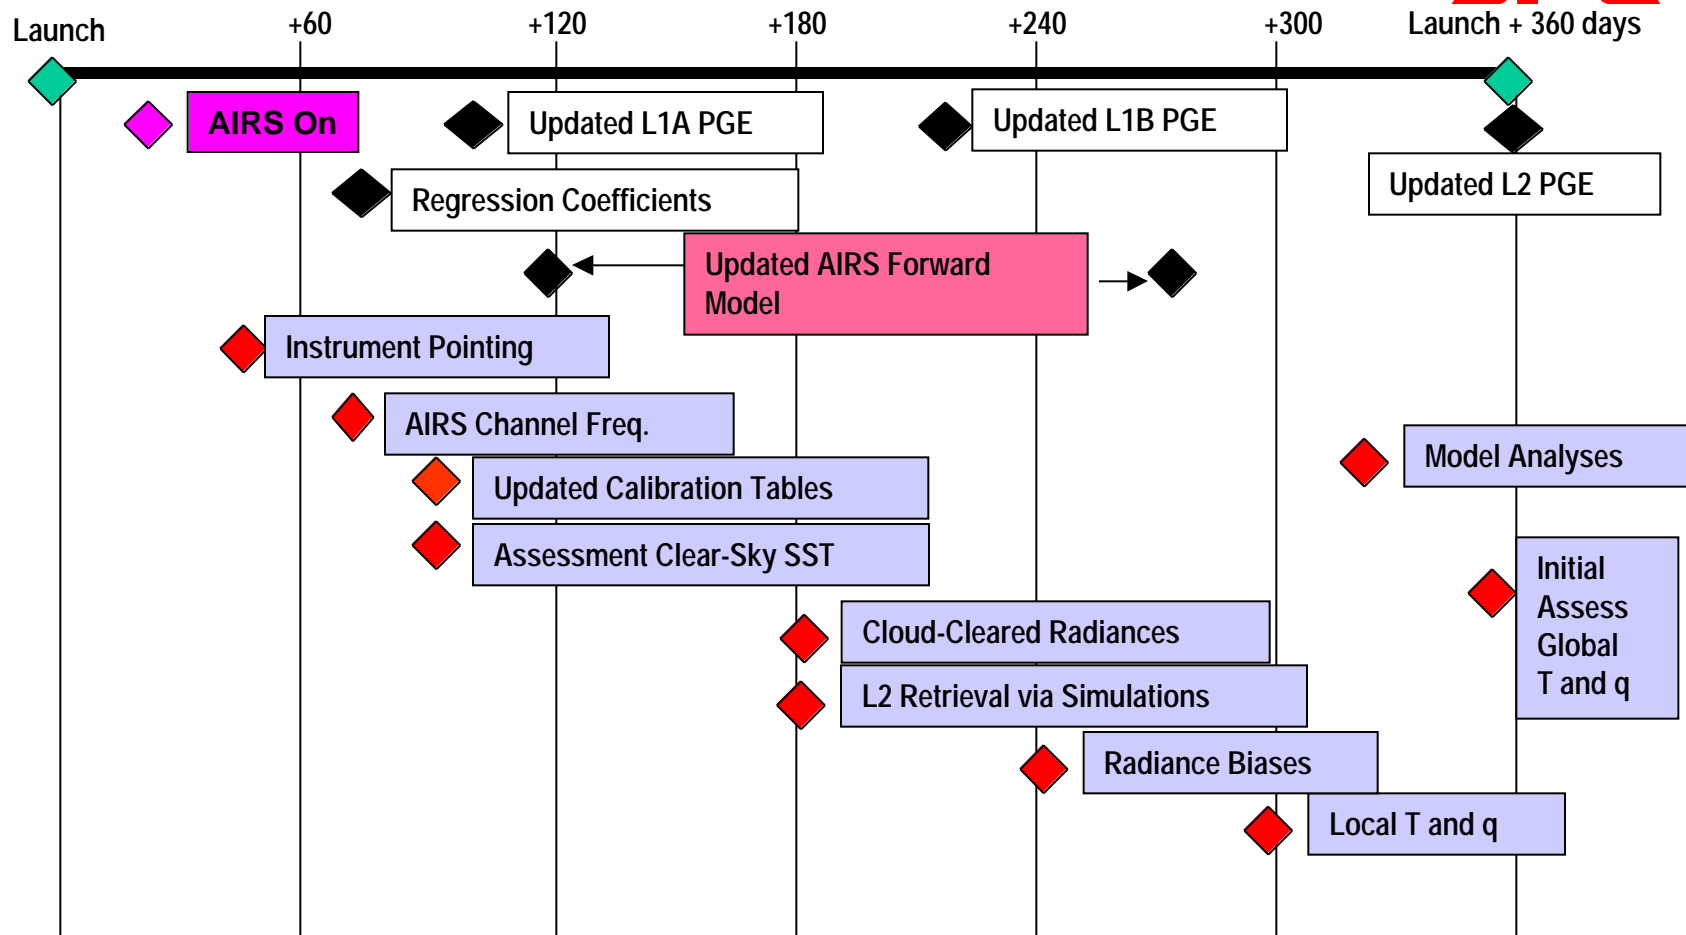 Launch
+60
+120
+180
+240
+300
Launch + 360 days
AIRS On
Updated L1A PGE
Updated L1B PGE
Updated L2 PGE
Regression Coefficients
Updated AIRS Forward
Model
Instrument Pointing
AIRS Channel Freq.
Model Analyses
Updated Calibration Tables
Assessment Clear-Sky SST
Initial
Assess
Global
T and q
Cloud-Cleared Radiances
L2 Retrieval via Simulations
Radiance Biases
Local T and q